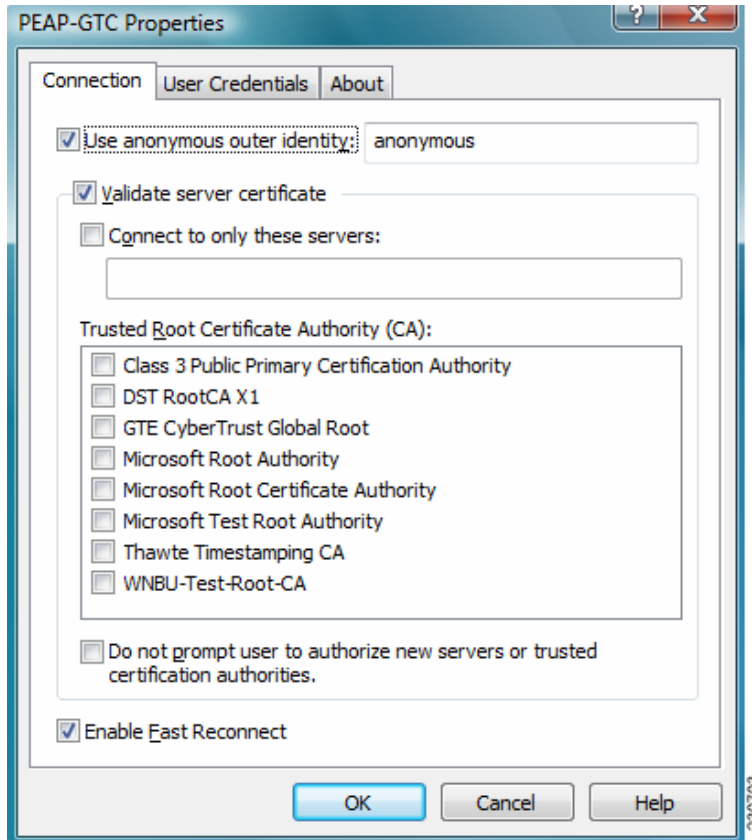 PEAP-GTC Properties
Connection
User Credentials
About
Use anonymous outer identity:
anonymous
Validate server certificate
Connect to only these servers:
Trusted Root Certificate Authority (CA):
Class 3 Public Primary Certification Authority
DST RootCA X1
GTE CyberTrust Global Root
Microsoft Root Authority
Microsoft Root Certificate Authority
Microsoft Test Root Authority
Thawte Timestamping CA
WNBU-Test-Root-CA
Do not prompt user to authorize new servers or trusted
certification authorities.
Enable Fast Reconnect
OK
Cancel
Help